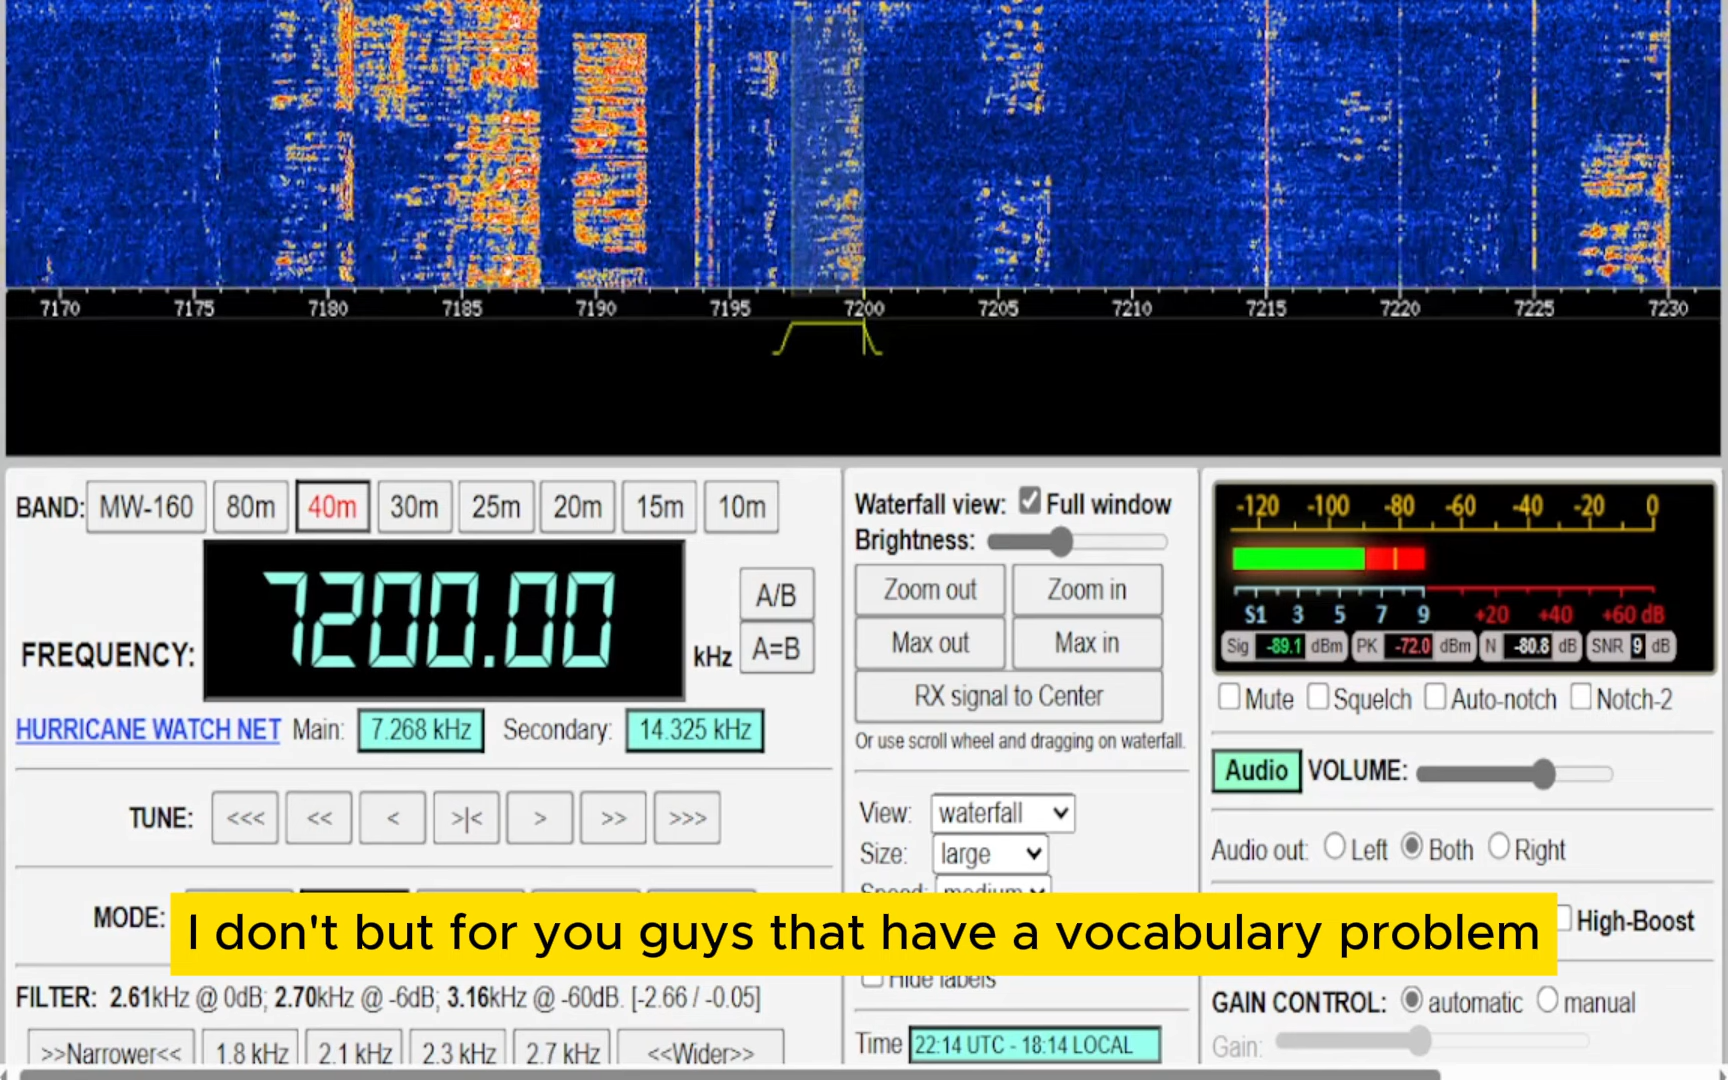 7170 7175 7180 7185 7190 7195 7200 7205 7210 7215 7220 7225 7230
BAND: MW-160 80m 40m 30m 25m 20m 15m 10m
FREQUENCY: 7200.00 kHz
A/B
A=B
HURRICANE WATCH NET Main: 7.268 kHz Secondary: 14.325 kHz
TUNE: <<< << < >|< > >> >>>
MODE:
FILTER: 2.61kHz @ 0dB; 2.70kHz @ -6dB; 3.16kHz @ -60dB. [-2.66 / -0.05]
>>Narrower<< 1.8 kHz 2.1 kHz 2.3 kHz 2.7 kHz <<Wider>>
Waterfall view: Full window
Brightness:
Zoom out Zoom in
Max out Max in
RX signal to Center
Or use scroll wheel and dragging on waterfall.
View: waterfall
Size: large
Speed: medium
Hide labels
Time 22:14 UTC - 18:14 LOCAL
-120 -100 -80 -60 -40 -20 0
S1 3 5 7 9 +20 +40 +60 dB
Sig -89.1 dBm PK -72.0 dBm N -80.8 dB SNR 9 dB
Mute Squelch Auto-notch Notch-2
Audio VOLUME:
Audio out: Left Both Right
High-Boost
GAIN CONTROL: automatic manual
Gain:
I don't but for you guys that have a vocabulary problem